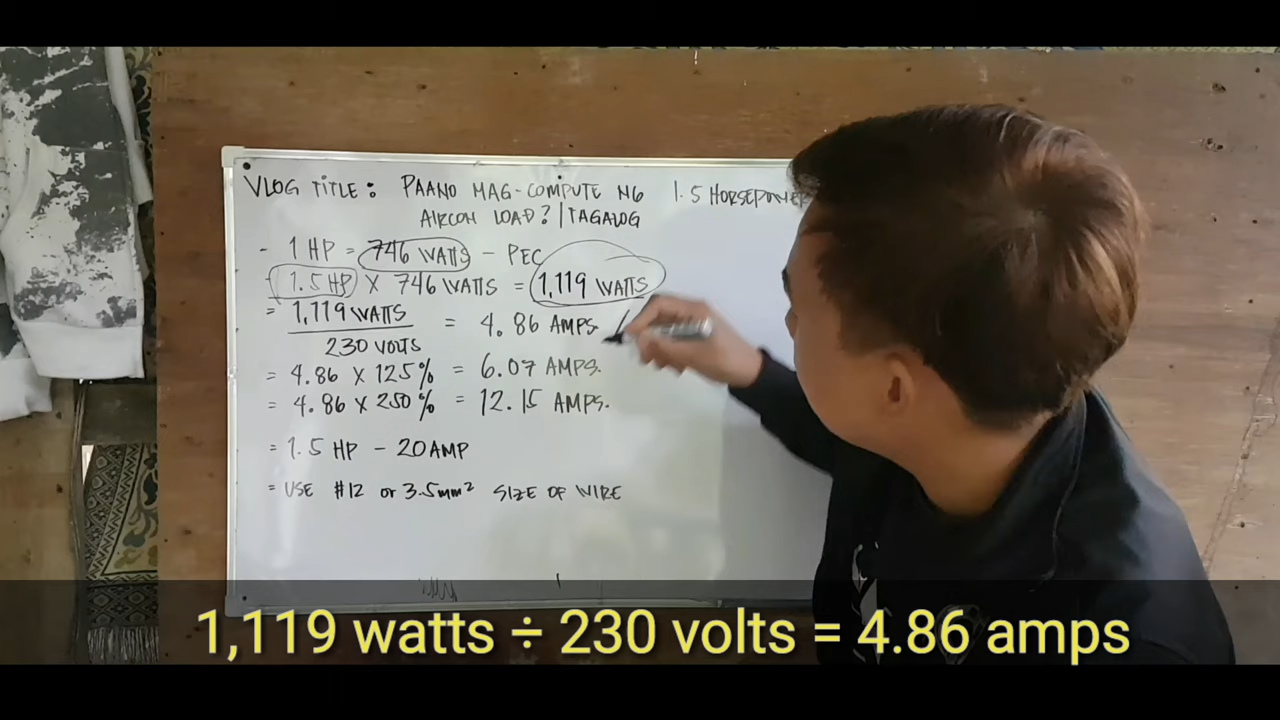 VLOG TITLE: PAANO MAG-COMPUTE NG 1.5 HORSEPOWER
AIRCON LOAD? | TAGALOG
- 1 HP = 746 WATTS - PEC
- 1.5 HP X 746 WATTS = 1,119 WATTS
= 1,119 WATTS / 230 VOLTS = 4.86 AMPS
= 4.86 X 125% = 6.07 AMPS.
= 4.86 X 250% = 12.15 AMPS.
= 1.5 HP - 20 AMP
= USE #12 or 3.5mm² SIZE OF WIRE
1,119 watts ÷ 230 volts = 4.86 amps